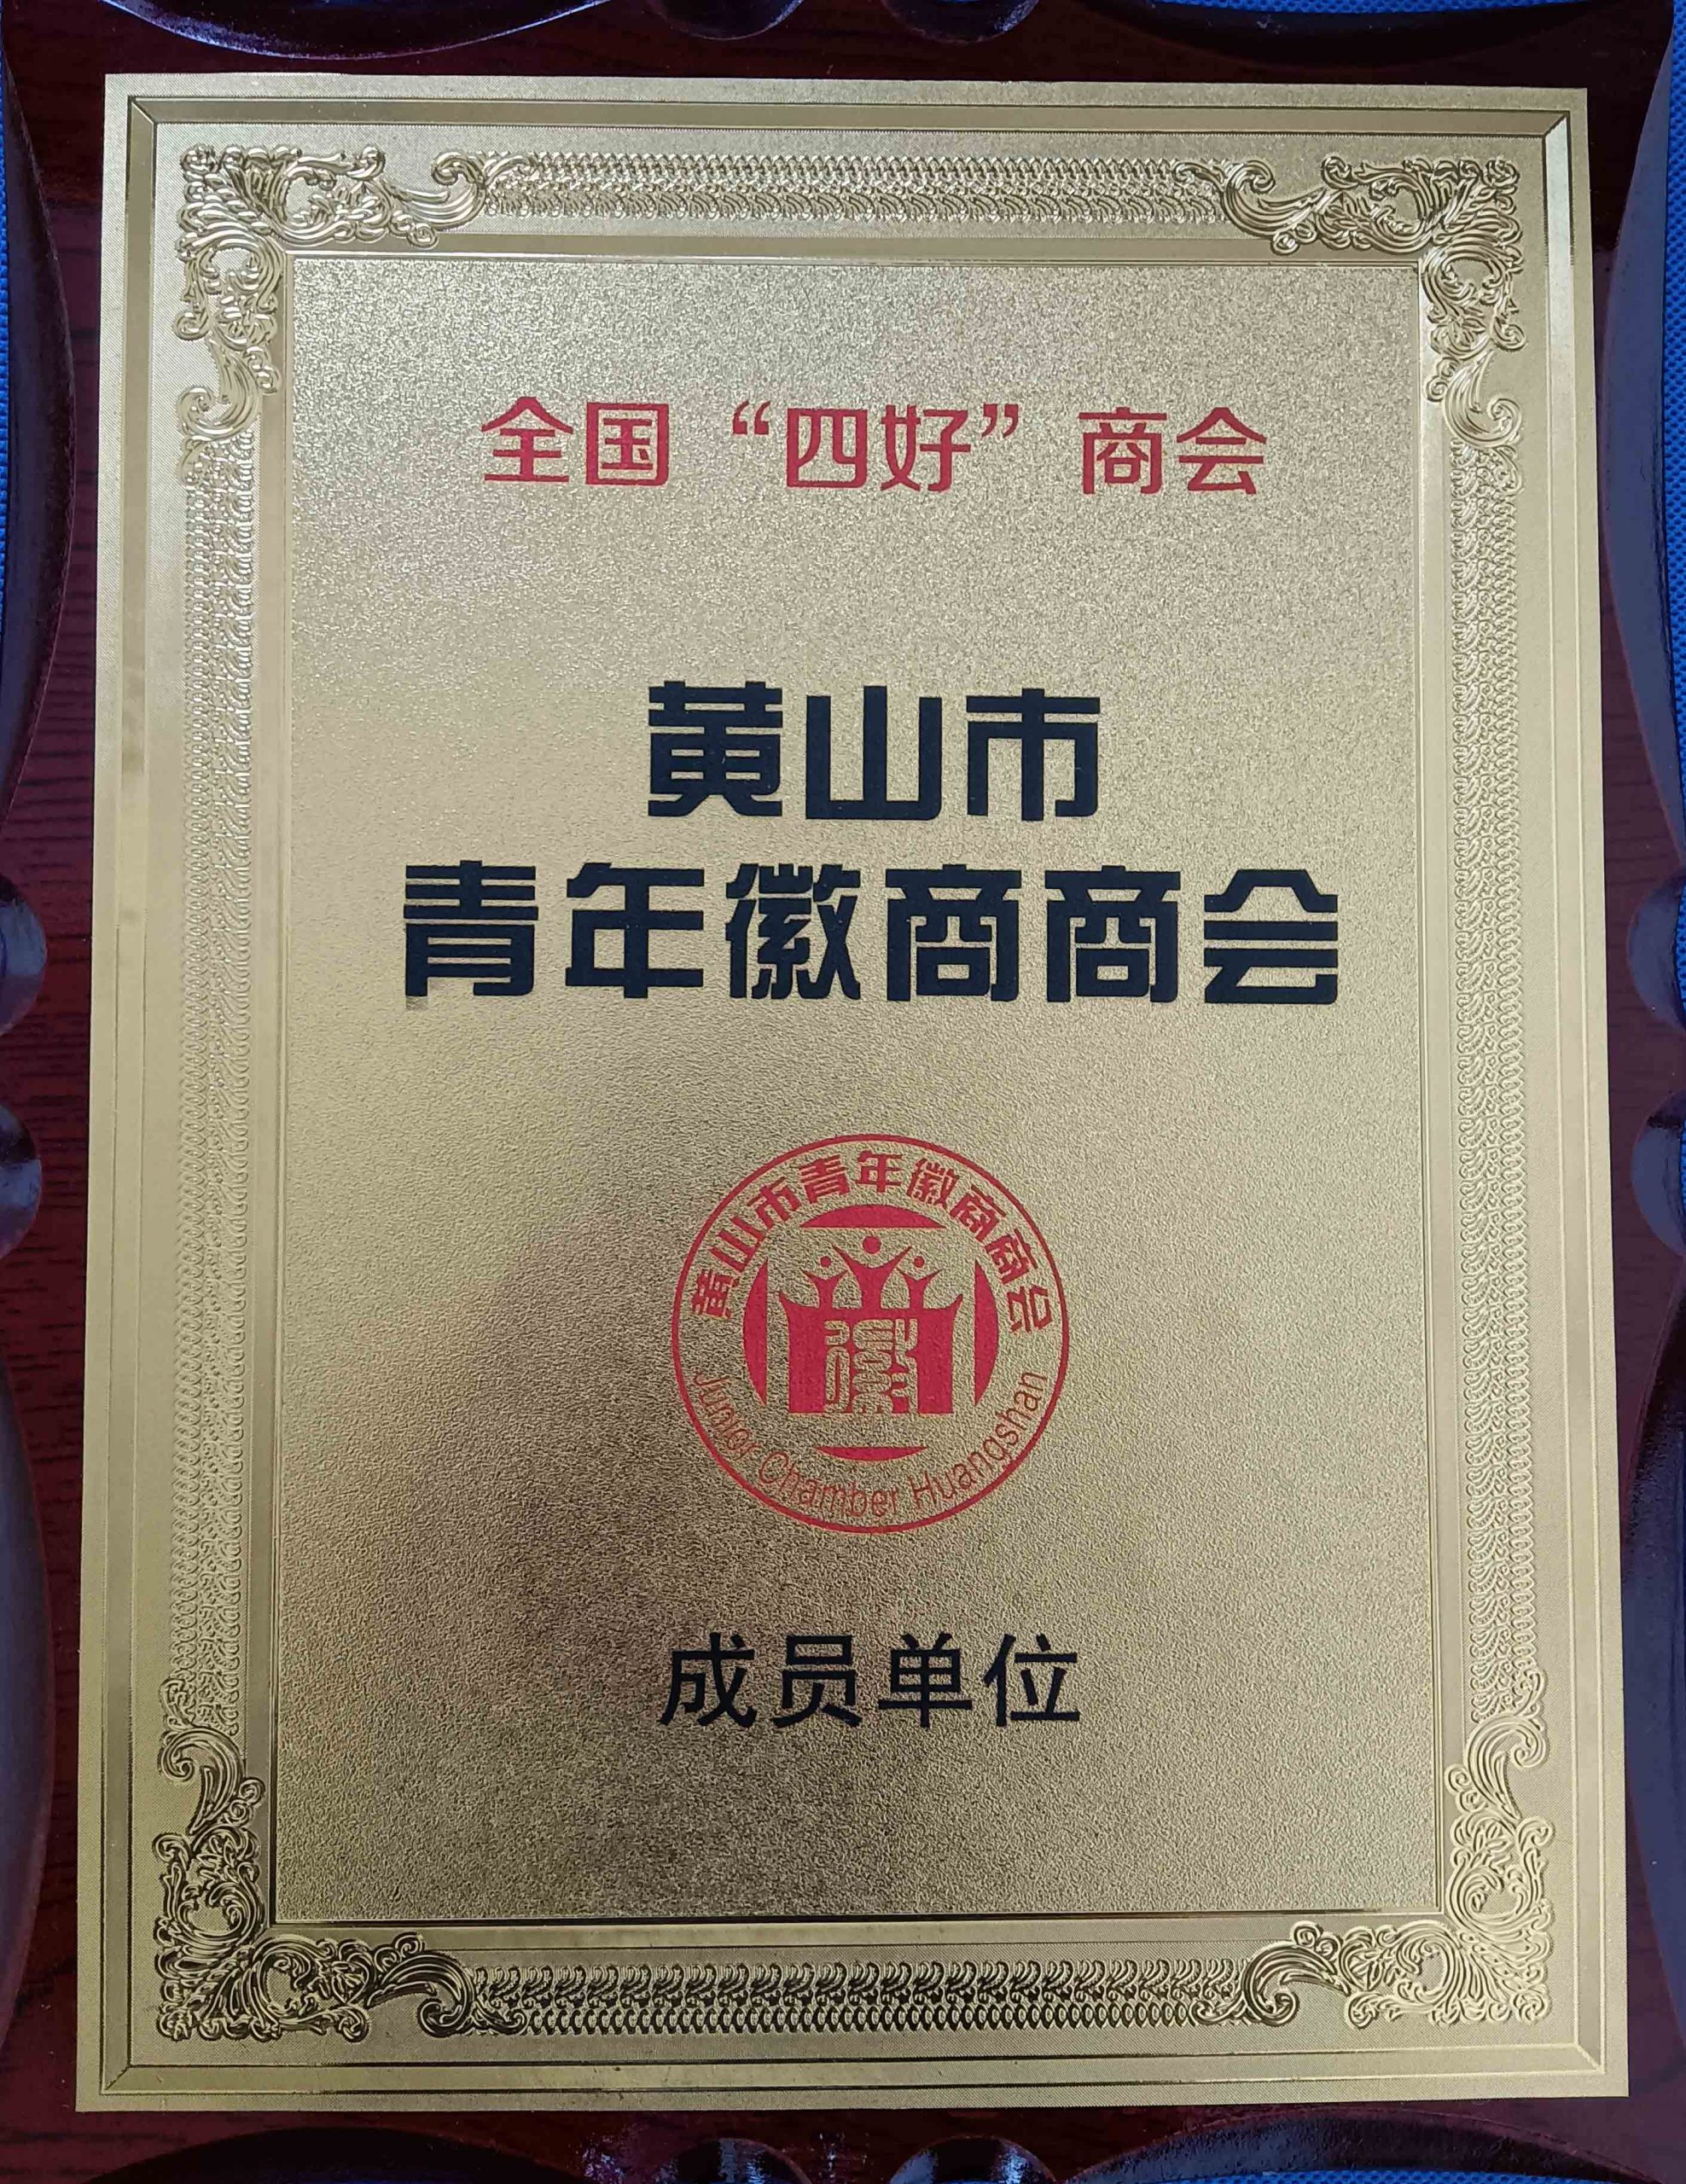 全国“四好”商会
黄山市
青年徽商商会
黄山市青年徽商商会
徽
Junior Chamber Huangshan
成员单位